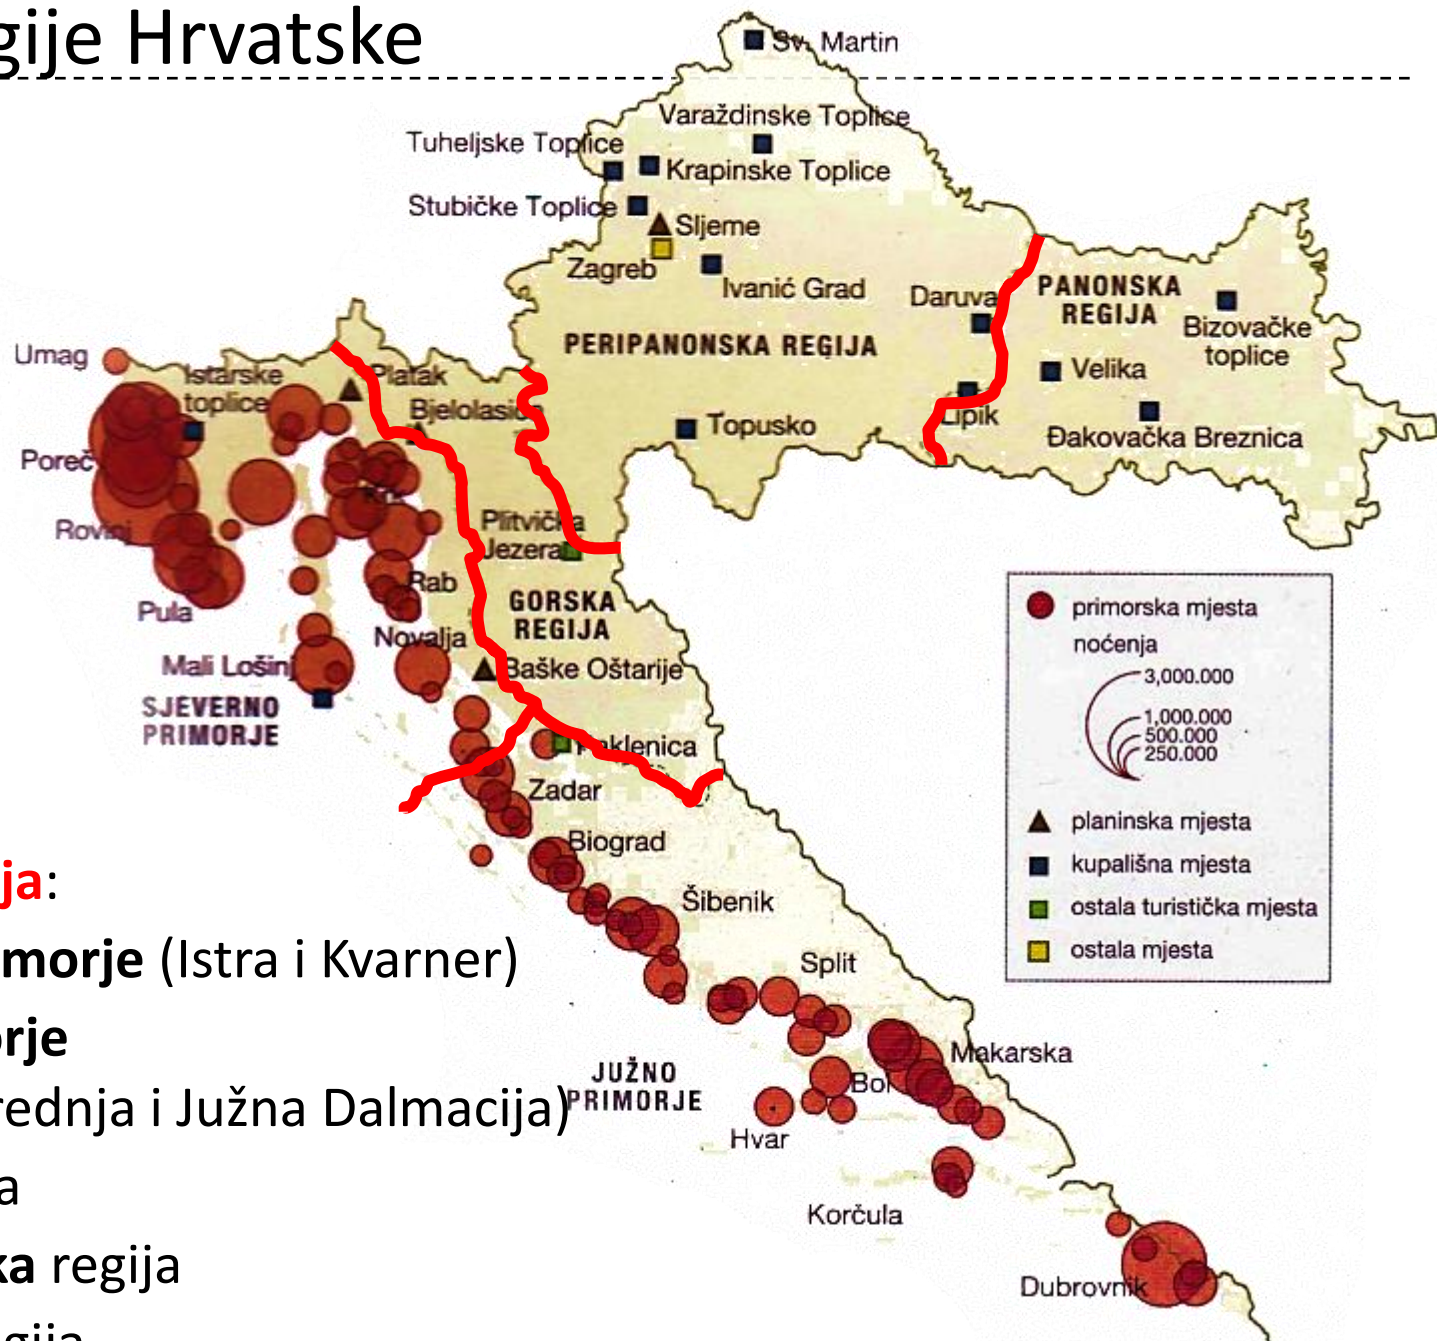 gije Hrvatske
Sv. Martin
Varaždinske Toplice
Tuheljske Toplice
Krapinske Toplice
Stubičke Toplice
Sljeme
Zagreb
Ivanić Grad
Daruva
PANONSKA
REGIJA
Bizovačke
toplice
PERIPANONSKA REGIJA
Velika
Umag
Istarske
toplice
Platak
Bjelolasica
Lipik
Topusko
Đakovačka Breznica
Poreč
Krk
Rovinj
Plitvička
Jezera
Rab
Pula
GORSKA
REGIJA
Novalja
Mali Lošinj
Baške Oštarije
SJEVERNO
PRIMORJE
Paklenica
Zadar
Biograd
Šibenik
Split
Makarska
JUŽNO
PRIMORJE
Bol
Hvar
Korčula
Dubrovnik
primorska mjesta
noćenja
3,000.000
1,000.000
500.000
250.000
planinska mjesta
kupališna mjesta
ostala turistička mjesta
ostala mjesta
ja:
morje (Istra i Kvarner)
orje
rednja i Južna Dalmacija)
a
ka regija
gija